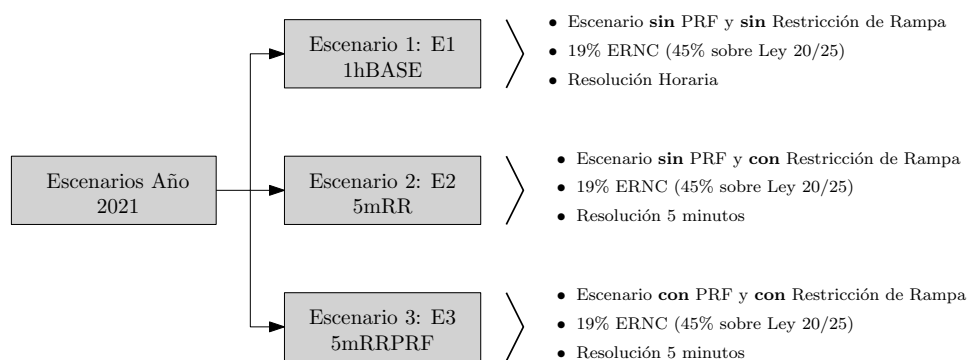 Escenarios Año
2021
Escenario 1: E1
1hBASE
• Escenario sin PRF y sin Restricción de Rampa
• 19% ERNC (45% sobre Ley 20/25)
• Resolución Horaria
Escenario 2: E2
5mRR
• Escenario sin PRF y con Restricción de Rampa
• 19% ERNC (45% sobre Ley 20/25)
• Resolución 5 minutos
Escenario 3: E3
5mRRPRF
• Escenario con PRF y con Restricción de Rampa
• 19% ERNC (45% sobre Ley 20/25)
• Resolución 5 minutos